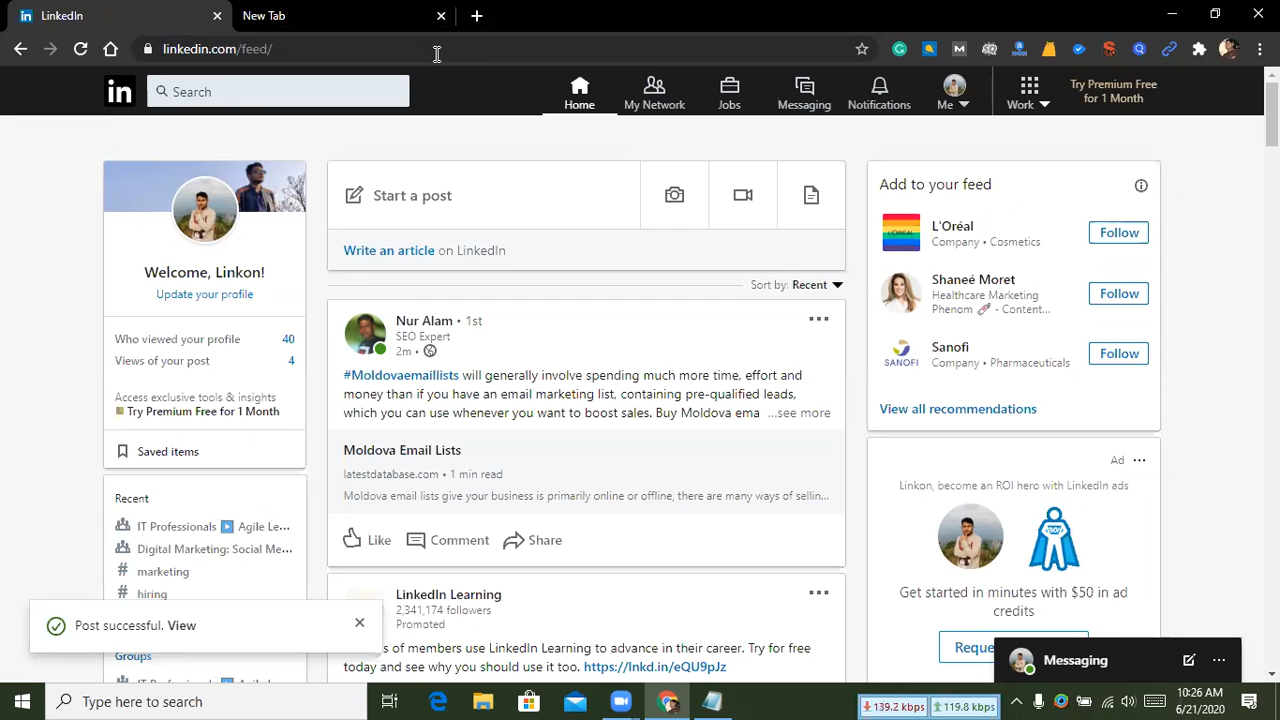 LinkedIn
New Tab
linkedin.com/feed/
in
Search
Home
My Network
Jobs
Messaging
Notifications
Me
Work
Try Premium Free
for 1 Month
Welcome, Linkon!
Update your profile
Who viewed your profile 40
Views of your post 4
Access exclusive tools & insights
Try Premium Free for 1 Month
Saved items
Recent
IT Professionals ▶ Agile Le...
Digital Marketing: Social Me...
# marketing
# hiring
Groups
Post successful. View
Start a post
Write an article on LinkedIn
Sort by: Recent
Nur Alam • 1st
SEO Expert
2m •
#Moldovaemaillists will generally involve spending much more time, effort and
money than if you have an email marketing list, containing pre-qualified leads,
which you can use whenever you want to boost sales. Buy Moldova ema ...see more
Moldova Email Lists
latestdatabase.com • 1 min read
Moldova email lists give your business is primarily online or offline, there are many ways of sellin...
Like
Comment
Share
LinkedIn Learning
2,341,174 followers
Promoted
s of members use LinkedIn Learning to advance in their career. Try for free
today and see why you should use it too. https://lnkd.in/eQU9pJz
Add to your feed
L'Oréal
Company • Cosmetics
Follow
Shaneé Moret
Healthcare Marketing
Phenom 🚀 - Content...
Follow
SANOFI
Sanofi
Company • Pharmaceuticals
Follow
View all recommendations
Ad
Linkon, become an ROI hero with LinkedIn ads
Get started in minutes with $50 in ad
credits
Reque
Messaging
Type here to search
139.2 kbps
119.8 kbps
10:26 AM
6/21/2020